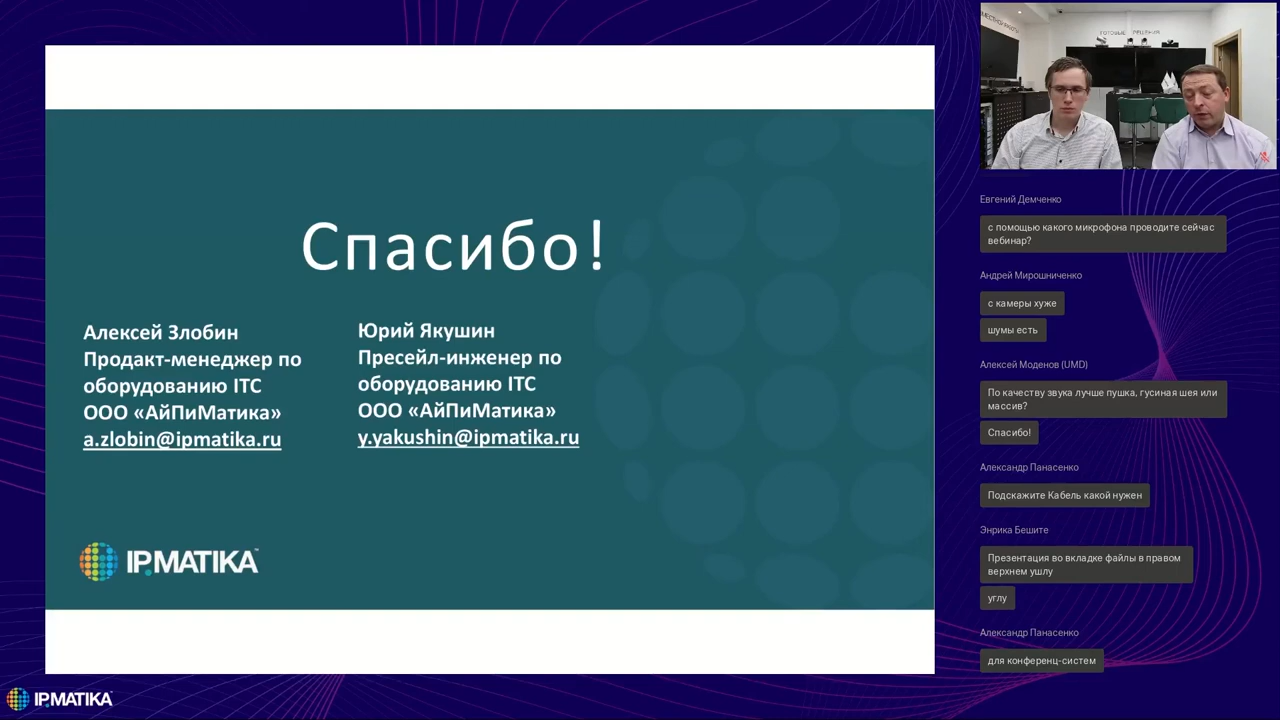 Спасибо!
Алексей Злобин
Продакт-менеджер по
оборудованию ITC
ООО «АйПиМатика»
a.zlobin@ipmatika.ru
Юрий Якушин
Пресейл-инженер по
оборудованию ITC
ООО «АйПиМатика»
y.yakushin@ipmatika.ru
IPMATIKA™
IPMATIKA
ГОТОВЫЕ РЕШЕНИЯ
Евгений Демченко
с помощью какого микрофона проводите сейчас
вебинар?
Андрей Мирошниченко
с камеры хуже
шумы есть
Алексей Моденов (UMD)
По качеству звука лучше пушка, гусиная шея или
массив?
Спасибо!
Александр Панасенко
Подскажите Кабель какой нужен
Энрика Бешите
Презентация во вкладке файлы в правом
верхнем ушлу
углу
Александр Панасенко
для конференц-систем